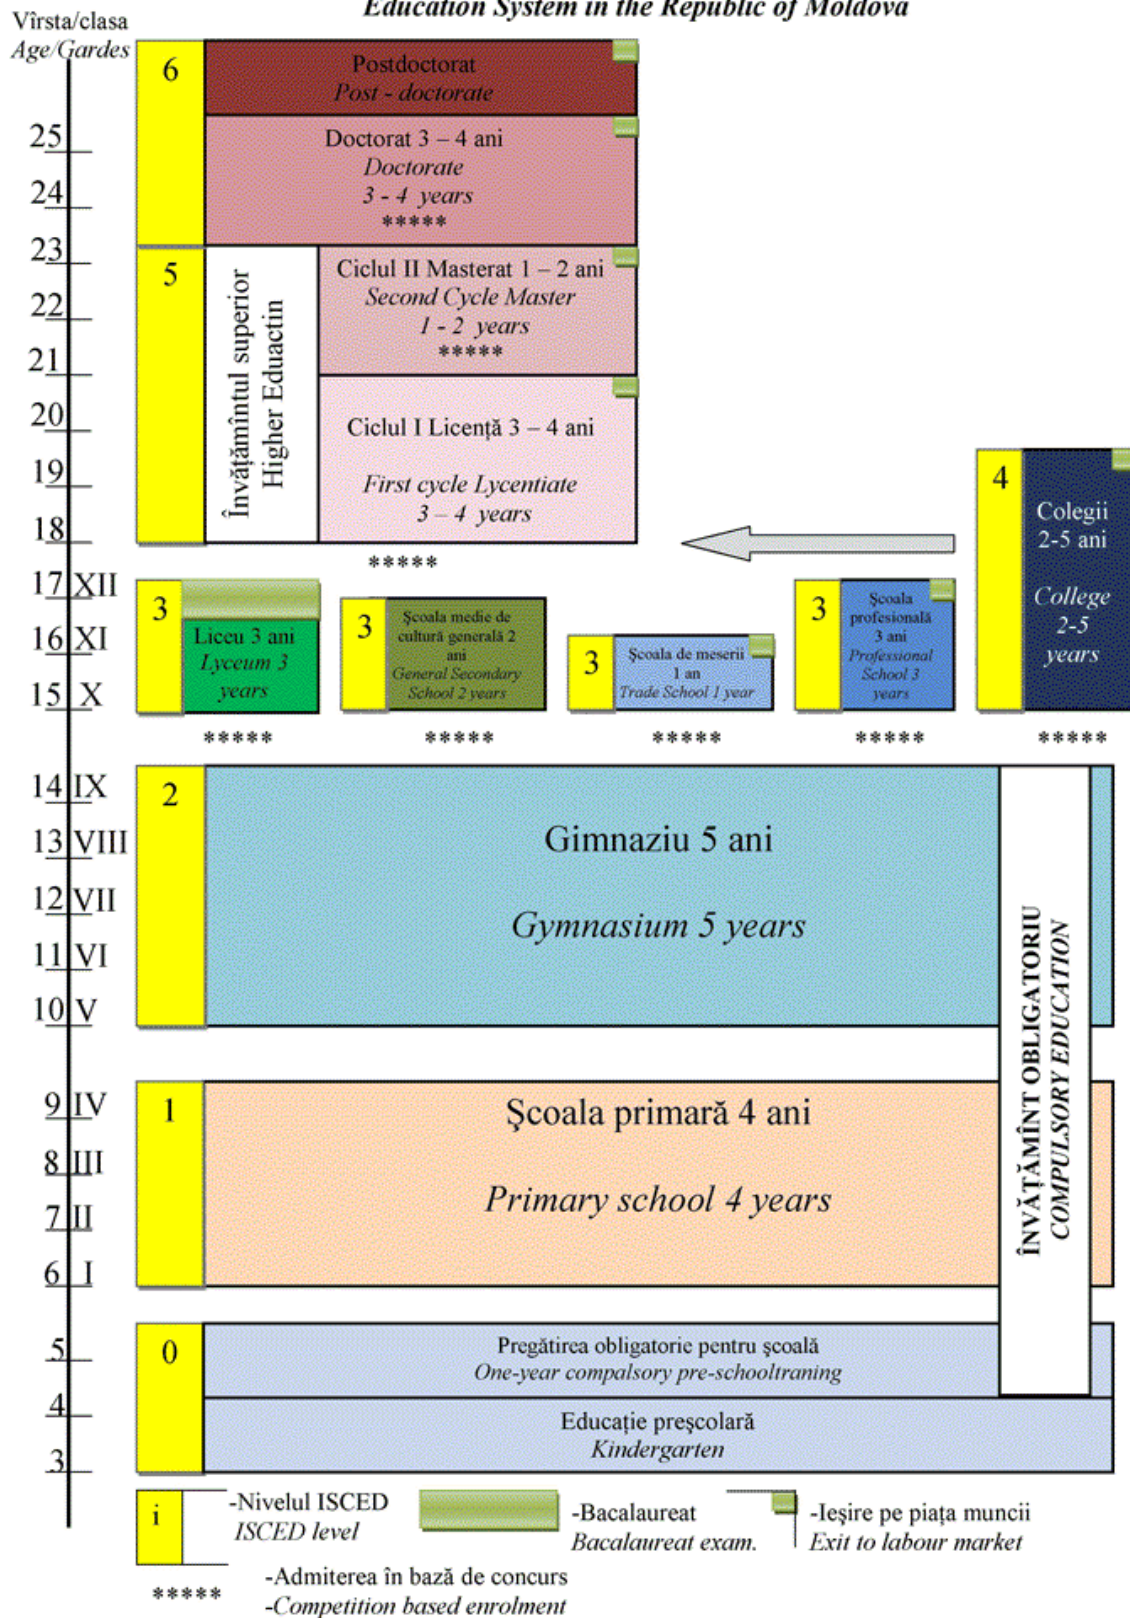 Education System in the Republic of Moldova
Vîrsta/clasa
Age/Gardes
6
Postdoctorat
Post - doctorate
25
Doctorat 3 – 4 ani
Doctorate
24
3 - 4 years
*****
23
5
Învățămîntul superior
Higher Eduactin
Ciclul II Masterat 1 – 2 ani
Second Cycle Master
22
1 - 2 years
*****
21
20
Ciclul I Licență 3 – 4 ani
19
First cycle Lycentiate
3 – 4 years
18
4
Colegii
2-5 ani
College
2-5
years
*****
17 XII
16 XI
15 X
3
Liceu 3 ani
Lyceum 3
years
3
Şcoala medie de
cultură generală 2
ani
General Secondary
School 2 years
3
Şcoala de meserii
1 an
Trade School 1 year
3
Şcoala
profesională
3 ani
Professional
School 3
years
***** ***** ***** ***** *****
14 IX
2
13 VIII
Gimnaziu 5 ani
12 VII
Gymnasium 5 years
11 VI
10 V
ÎNVĂȚĂMÎNT OBLIGATORIU
COMPULSORY EDUCATION
9 IV
1
Şcoala primară 4 ani
8 III
Primary school 4 years
7 II
6 I
0
5
Pregătirea obligatorie pentru şcoală
One-year compalsory pre-schooltraning
4
Educație preşcolară
Kindergarten
3
i
-Nivelul ISCED
ISCED level
-Bacalaureat
Bacalaureat exam.
-Ieşire pe piața muncii
Exit to labour market
*****
-Admiterea în bază de concurs
-Competition based enrolment